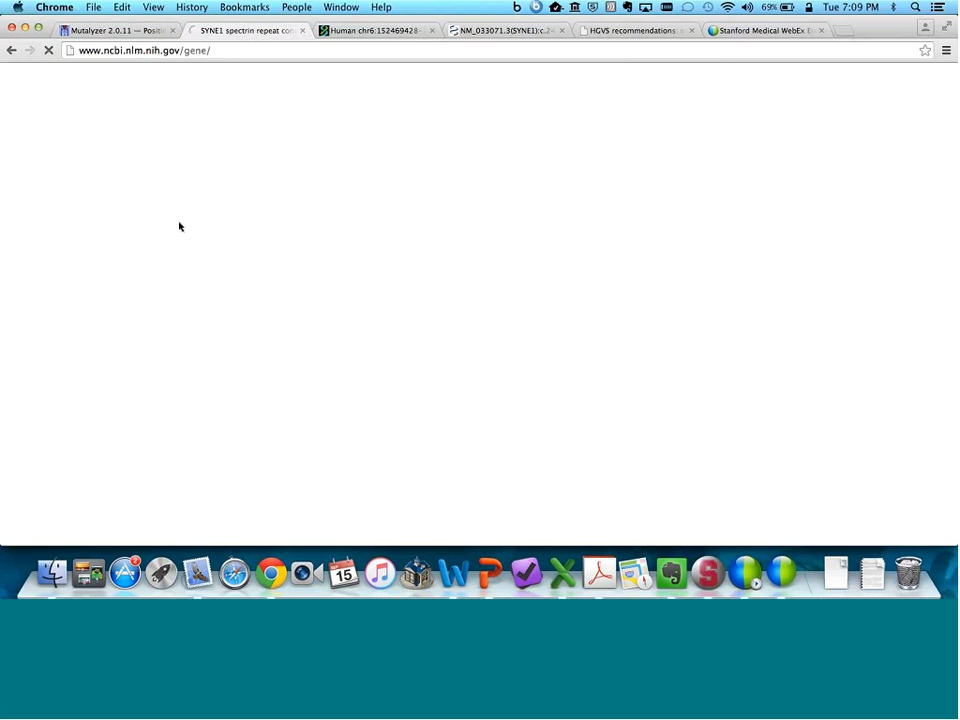 Chrome File Edit View History Bookmarks People Window Help 69% Tue 7:09 PM
Mutalyzer 2.0.11 — Positi SYNE1 spectrin repeat con Human chr6:152469428- NM_033071.3(SYNE1):c.2 HGVS recommendations: Stanford Medical WebEx
www.ncbi.nlm.nih.gov/gene/
15